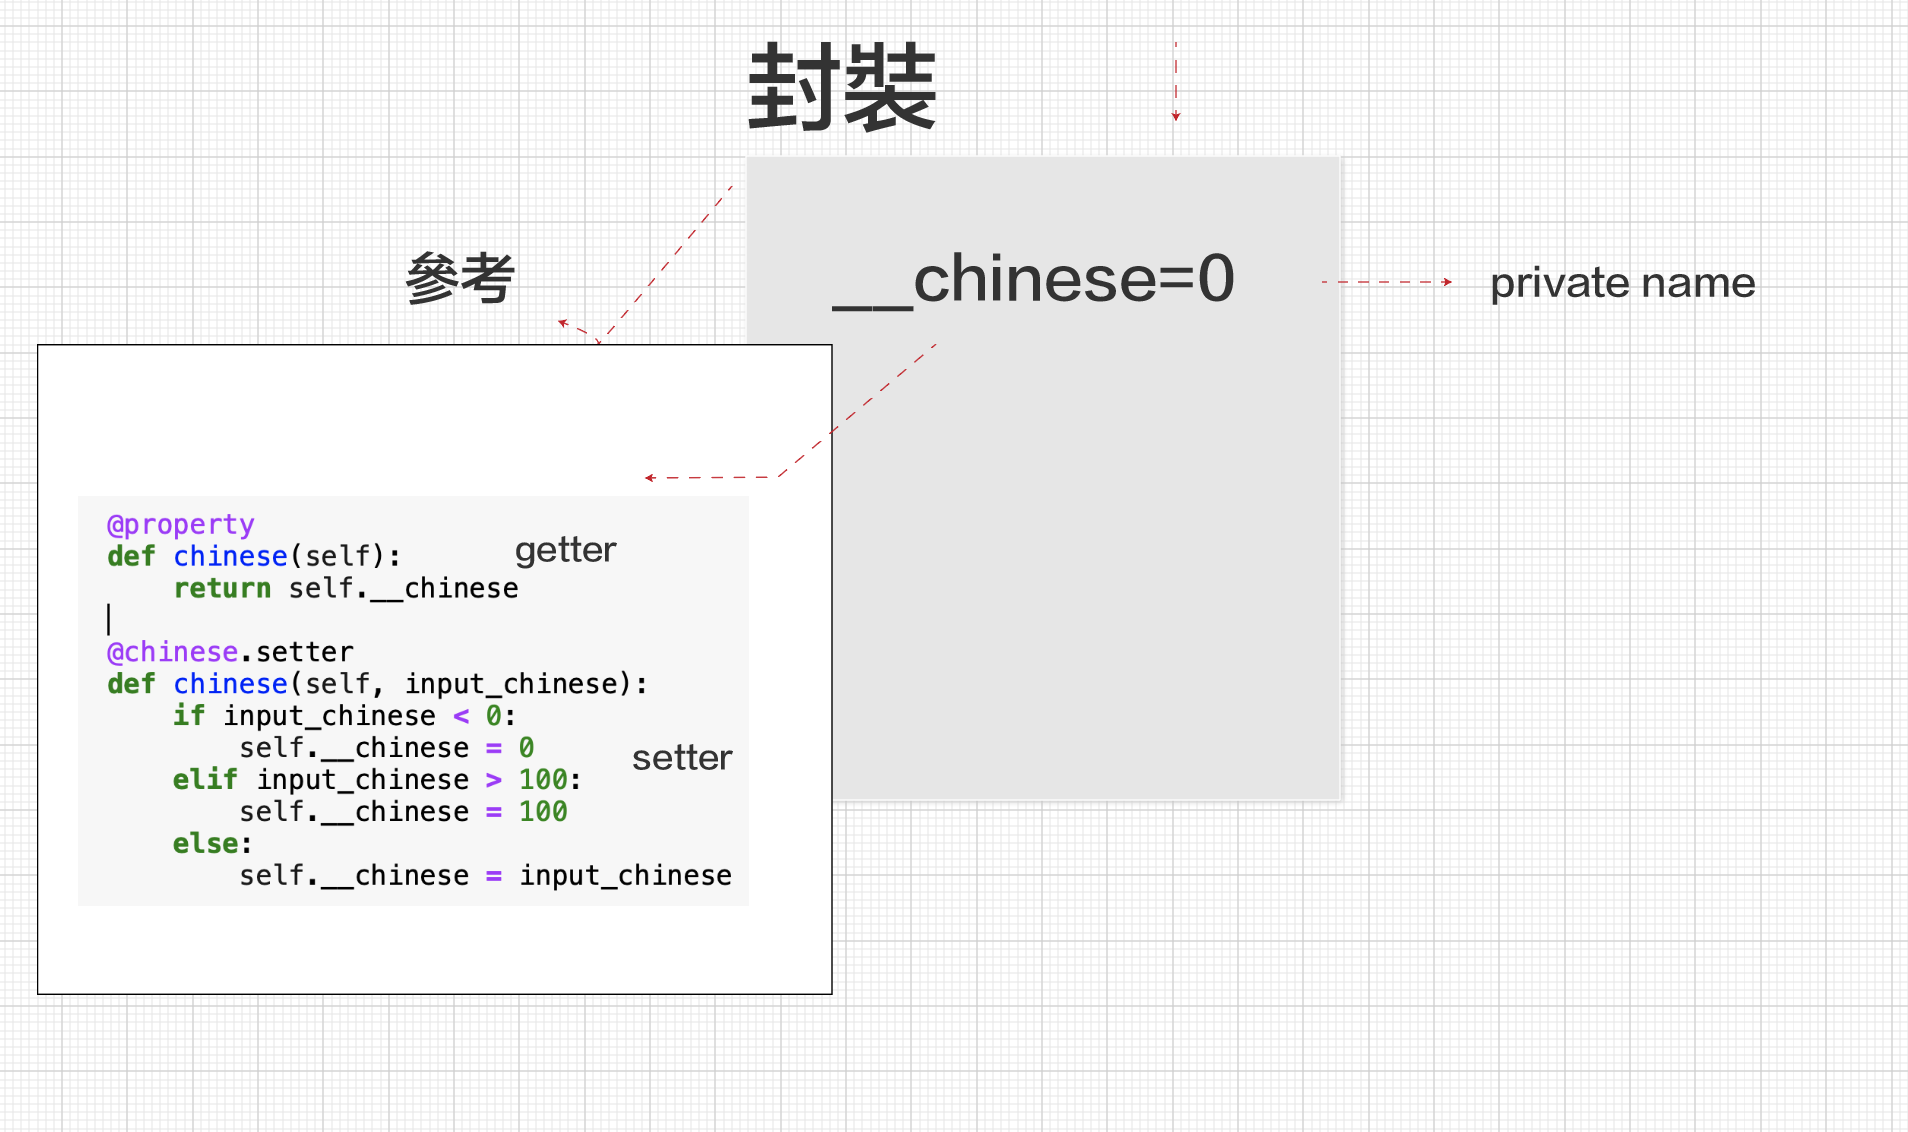 封裝
參考
__chinese=0
private name
@property
def chinese(self):
getter
    return self.__chinese
@chinese.setter
def chinese(self, input_chinese):
    if input_chinese < 0:
        self.__chinese = 0
setter
    elif input_chinese > 100:
        self.__chinese = 100
    else:
        self.__chinese = input_chinese